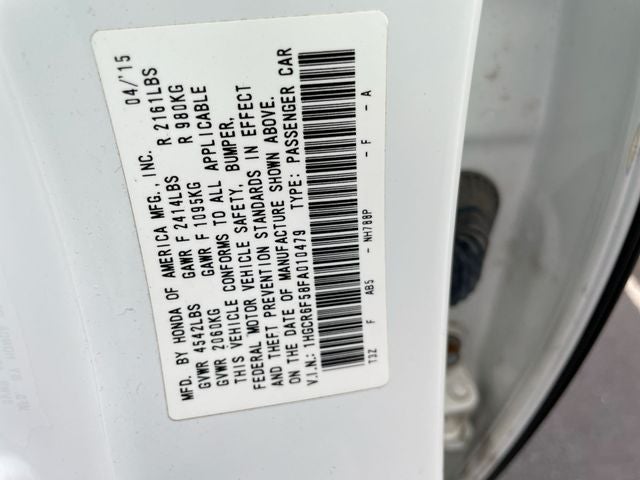 MFD. BY HONDA OF AMERICA MFG., INC. 04/'15
GVWR 4542LBS GAWR F 2414LBS R 2161LBS
GVWR 2060KG GAWR F 1095KG R 980KG
THIS VEHICLE CONFORMS TO ALL APPLICABLE
FEDERAL MOTOR VEHICLE SAFETY, BUMPER,
AND THEFT PREVENTION STANDARDS IN EFFECT
ON THE DATE OF MANUFACTURE SHOWN ABOVE.
V.I.N.: 1HGCR6F58FA010479 TYPE: PASSENGER CAR
T3Z F AB5 - NH788P - F - A